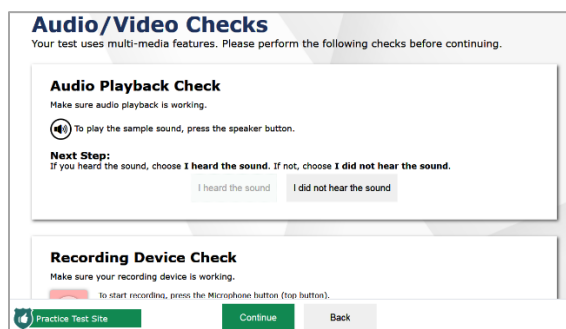 Audio/Video Checks
Your test uses multi-media features. Please perform the following checks before continuing.
Audio Playback Check
Make sure audio playback is working.
To play the sample sound, press the speaker button.
Next Step:
If you heard the sound, choose I heard the sound. If not, choose I did not hear the sound.
I heard the sound
I did not hear the sound
Recording Device Check
Make sure your recording device is working.
To start recording, press the Microphone button (top button).
Practice Test Site
Continue
Back